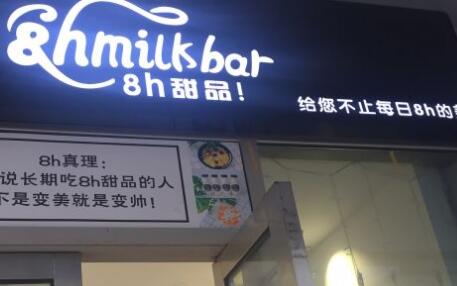 8hmilkbar
8h甜品！
给您不止每日8h的
8h真理：
说长期吃8h甜品的人
不是变美就是变帅！